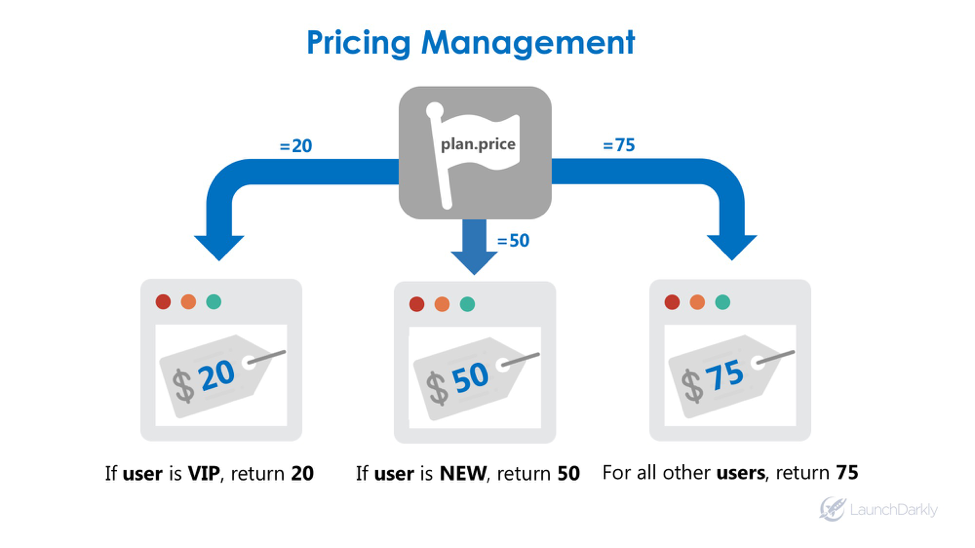 Pricing Management
plan.price
=20
=75
=50
$ 20
$ 50
$ 75
If user is VIP, return 20
If user is NEW, return 50
For all other users, return 75
LaunchDarkly